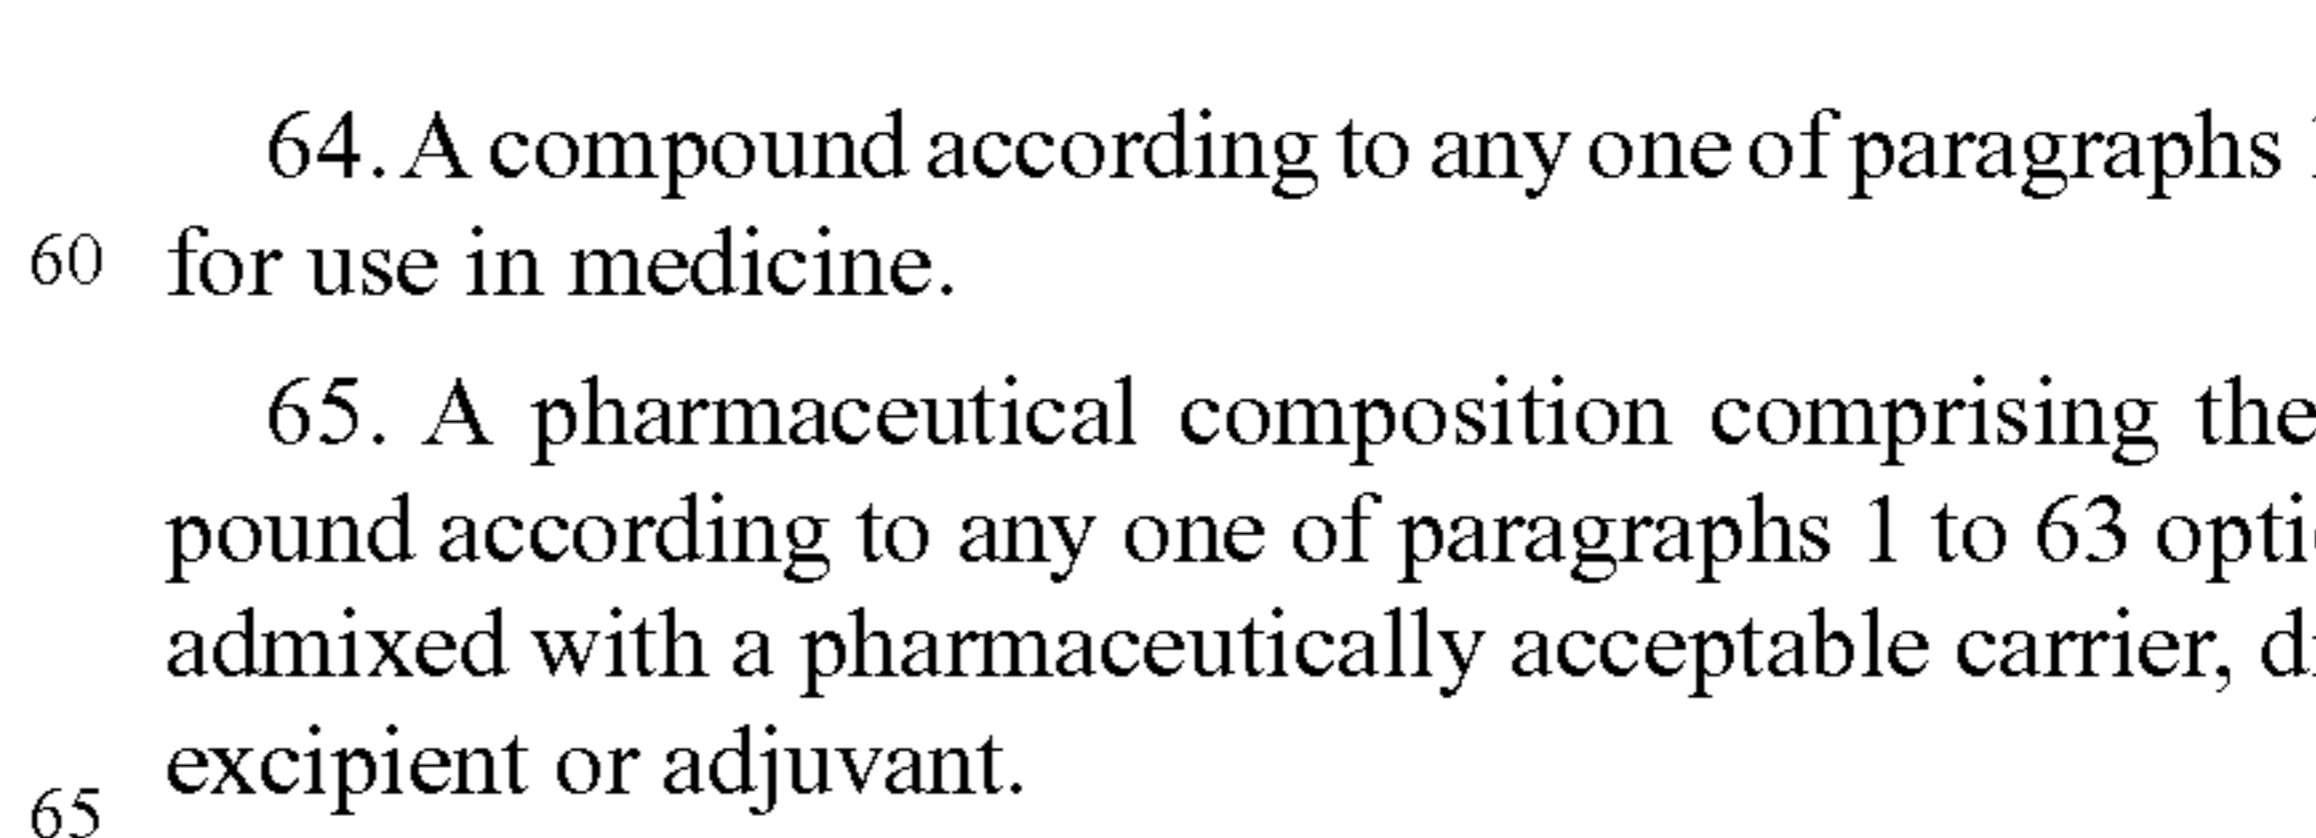 64. A compound according to any one of paragraphs
60 for use in medicine.
65. A pharmaceutical composition comprising the
pound according to any one of paragraphs 1 to 63
admixed with a pharmaceutically acceptable carrier,
excipient or adjuvant.
65